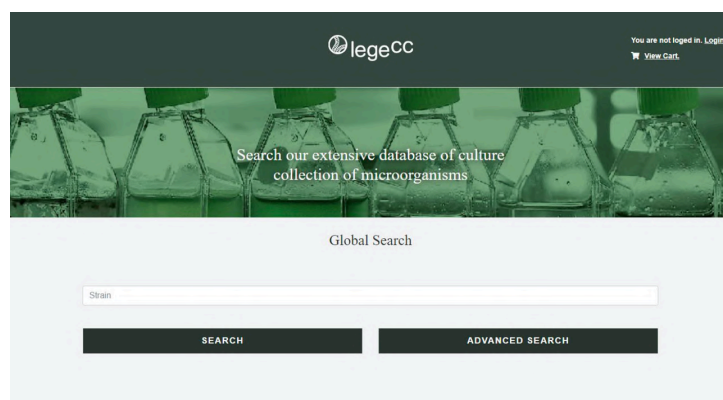 legeCC
You are not loged in. Login
View Cart.
Search our extensive database of culture
collection of microorganisms
Global Search
Strain
SEARCH
ADVANCED SEARCH